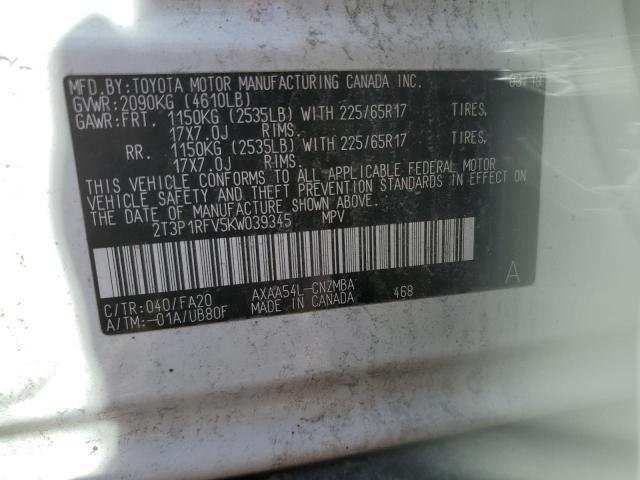 MFD.BY:TOYOTA MOTOR MANUFACTURING CANADA INC. 03/19
GVWR:2090KG (4610LB)
GAWR:FRT. 1150KG (2535LB) WITH 225/65R17 TIRES,
17X7.0J RIMS.
RR. 1150KG (2535LB) WITH 225/65R17 TIRES,
17X7.0J RIMS.
THIS VEHICLE CONFORMS TO ALL APPLICABLE FEDERAL MOTOR
VEHICLE SAFETY AND THEFT PREVENTION STANDARDS IN EFFECT ON
THE DATE OF MANUFACTURE SHOWN ABOVE.
2T3P1RFV5KW039345 MPV
C/TR:040/FA20 AXAA54L-CNZMBA 468 A
A/TM:-01A/UB80F MADE IN CANADA